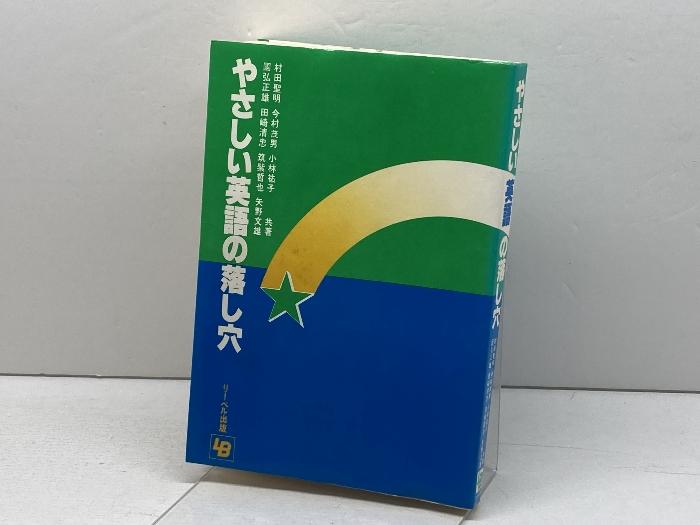 やさしい英語の落し穴
村田聖明 今村茂男 小林祐子 共著
國弘正雄 田崎清忠 筑紫哲也 矢野文雄
リーベル出版
LB
やさしい英語の落し穴